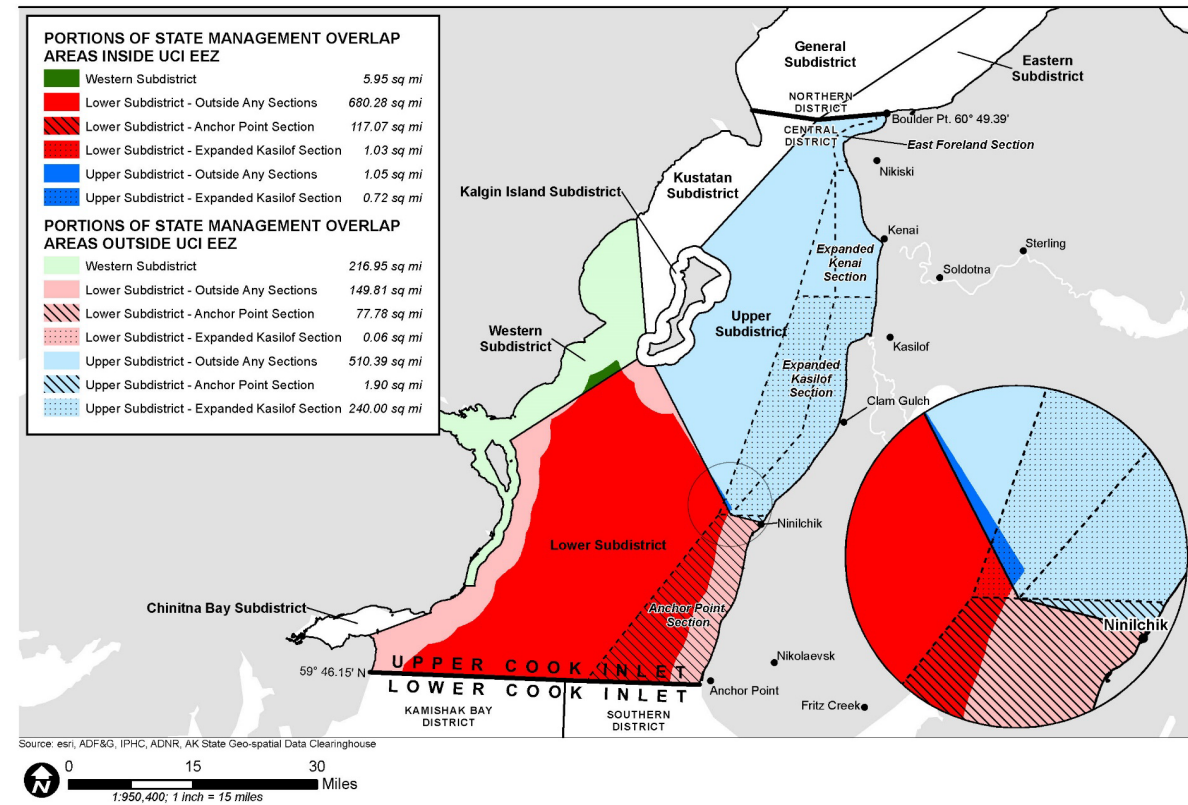 PORTIONS OF STATE MANAGEMENT OVERLAP
AREAS INSIDE UCI EEZ
Western Subdistrict 5.95 sq mi
Lower Subdistrict - Outside Any Sections 680.28 sq mi
Lower Subdistrict - Anchor Point Section 117.07 sq mi
Lower Subdistrict - Expanded Kasilof Section 1.03 sq mi
Upper Subdistrict - Outside Any Sections 1.05 sq mi
Upper Subdistrict - Expanded Kasilof Section 0.72 sq mi
PORTIONS OF STATE MANAGEMENT OVERLAP
AREAS OUTSIDE UCI EEZ
Western Subdistrict 216.95 sq mi
Lower Subdistrict - Outside Any Sections 149.81 sq mi
Lower Subdistrict - Anchor Point Section 77.78 sq mi
Lower Subdistrict - Expanded Kasilof Section 0.06 sq mi
Upper Subdistrict - Outside Any Sections 510.39 sq mi
Upper Subdistrict - Anchor Point Section 1.90 sq mi
Upper Subdistrict - Expanded Kasilof Section 240.00 sq mi
General
Subdistrict
Eastern
Subdistrict
NORTHERN
DISTRICT
CENTRAL
DISTRICT
Boulder Pt. 60° 49.39'
East Foreland Section
Nikiski
Kustatan
Subdistrict
Kalgin Island Subdistrict
Kenai
Sterling
Soldotna
Expanded
Kenai
Section
Upper
Subdistrict
Western
Subdistrict
Kasilof
Expanded
Kasilof
Section
Clam Gulch
Ninilchik
Lower Subdistrict
Anchor Point
Section
Chinitna Bay Subdistrict
Ninilchik
59° 46.15' N
UPPER COOK INLET
LOWER COOK INLET
KAMISHAK BAY
DISTRICT
SOUTHERN
DISTRICT
Nikolaevsk
Anchor Point
Fritz Creek
Source: esri, ADF&G, IPHC, ADNR, AK State Geo-spatial Data Clearinghouse
N
0 15 30
Miles
1:950,400; 1 inch = 15 miles